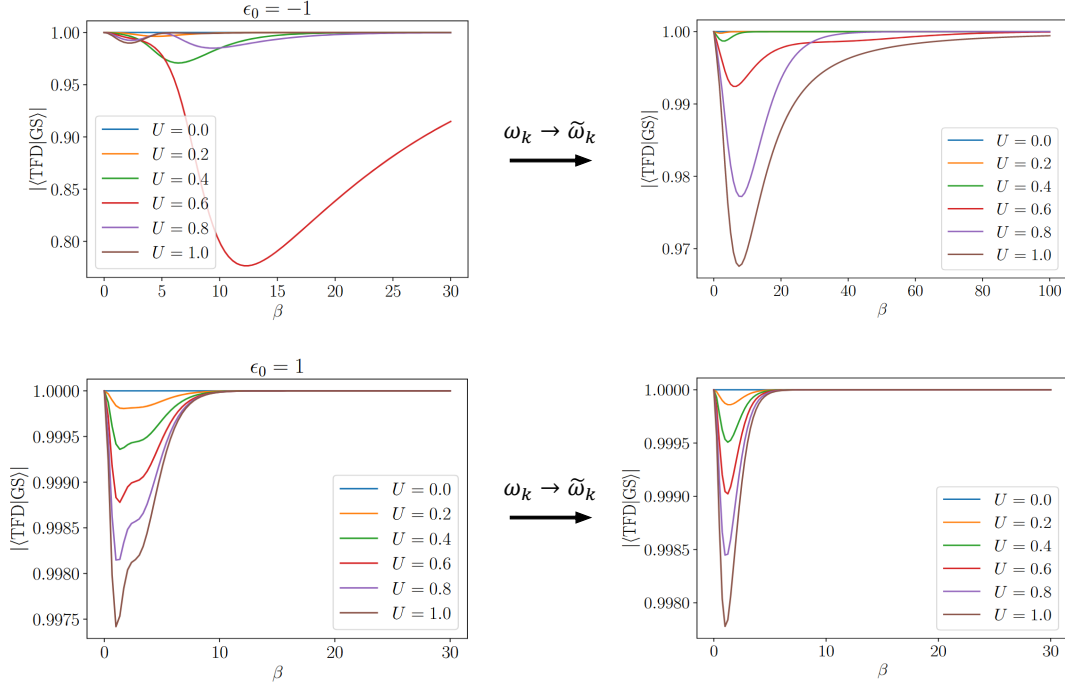 ϵ₀ = −1
|⟨TFD|GS⟩|
1.00
0.95
0.90
0.85
0.80
U = 0.0
U = 0.2
U = 0.4
U = 0.6
U = 0.8
U = 1.0
0 5 10 15 20 25 30
β
ω_k → ω̃_k
|⟨TFD|GS⟩|
1.00
0.99
0.98
0.97
U = 0.0
U = 0.2
U = 0.4
U = 0.6
U = 0.8
U = 1.0
0 20 40 60 80 100
β
ϵ₀ = 1
|⟨TFD|GS⟩|
1.0000
0.9995
0.9990
0.9985
0.9980
0.9975
U = 0.0
U = 0.2
U = 0.4
U = 0.6
U = 0.8
U = 1.0
0 10 20 30
β
ω_k → ω̃_k
|⟨TFD|GS⟩|
1.0000
0.9995
0.9990
0.9985
0.9980
U = 0.0
U = 0.2
U = 0.4
U = 0.6
U = 0.8
U = 1.0
0 10 20 30
β